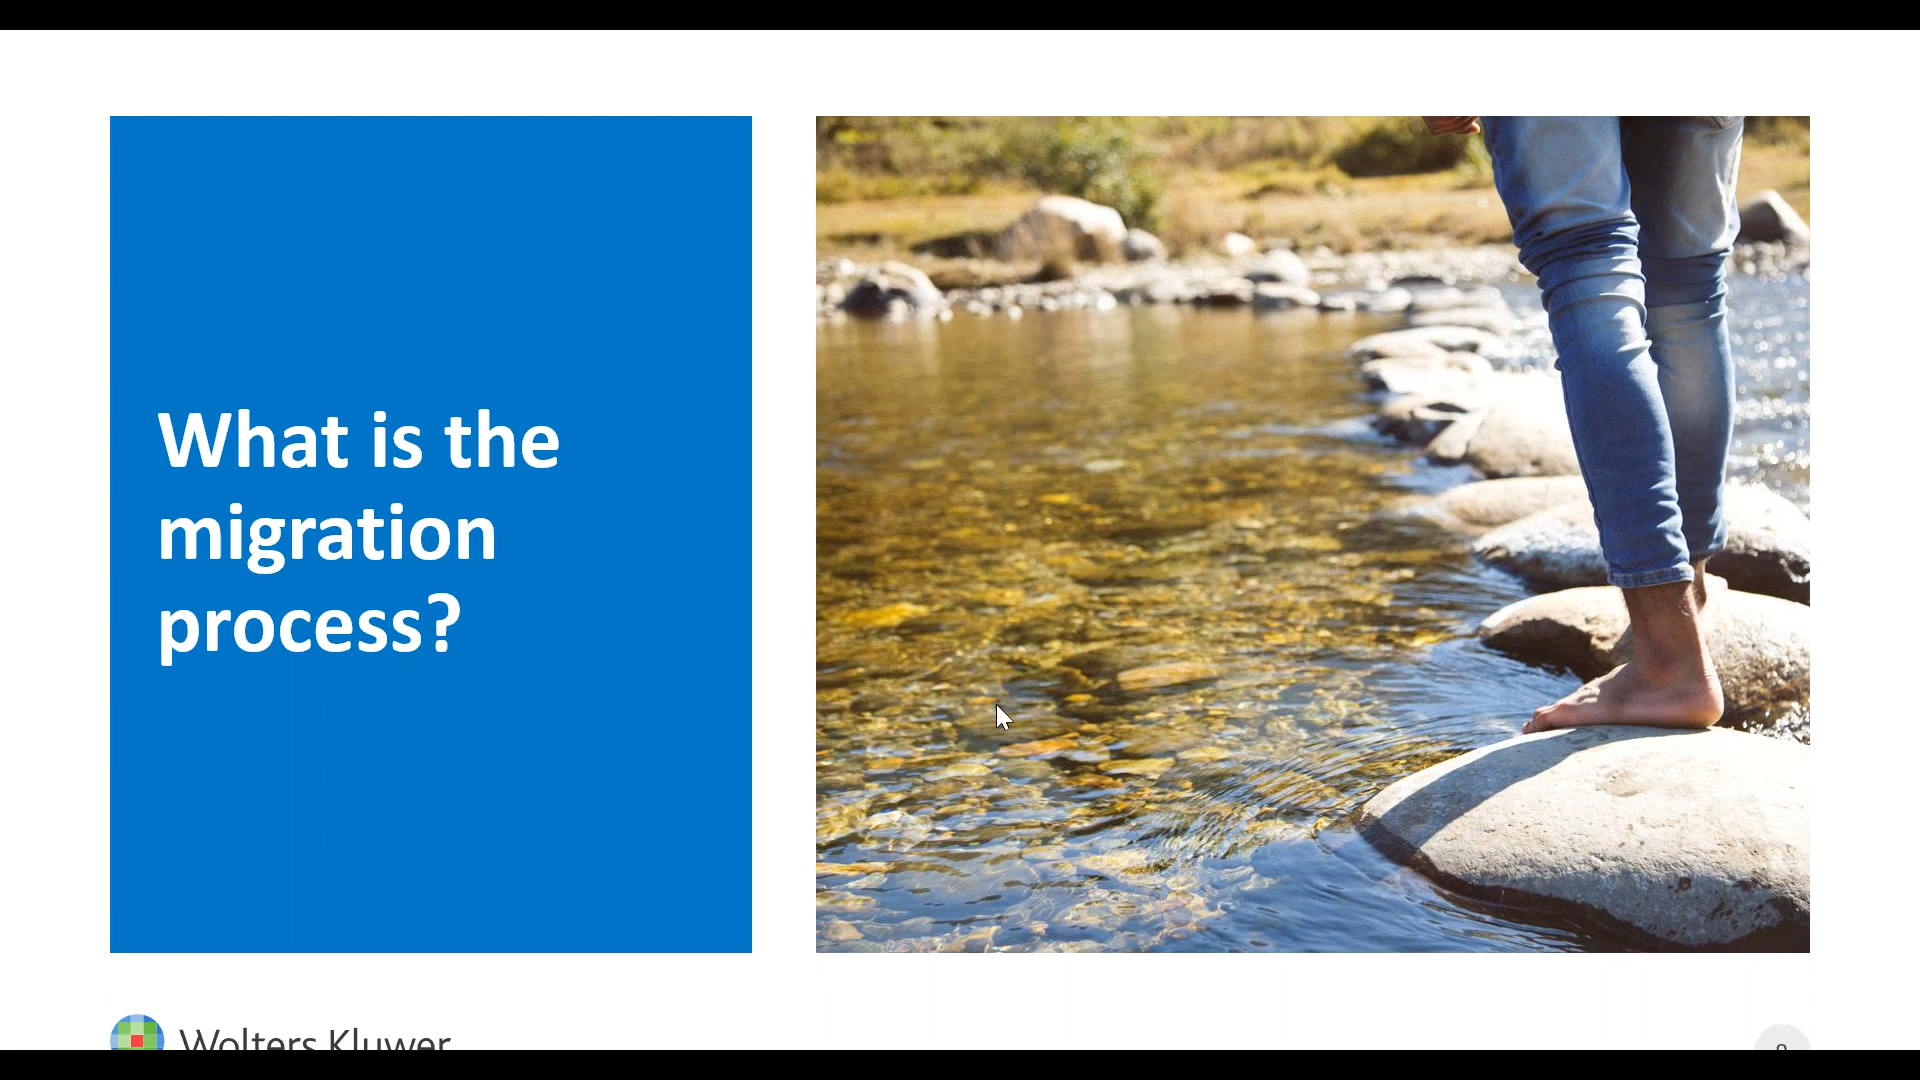 What is the
migration
process?
Wolters Kluwer